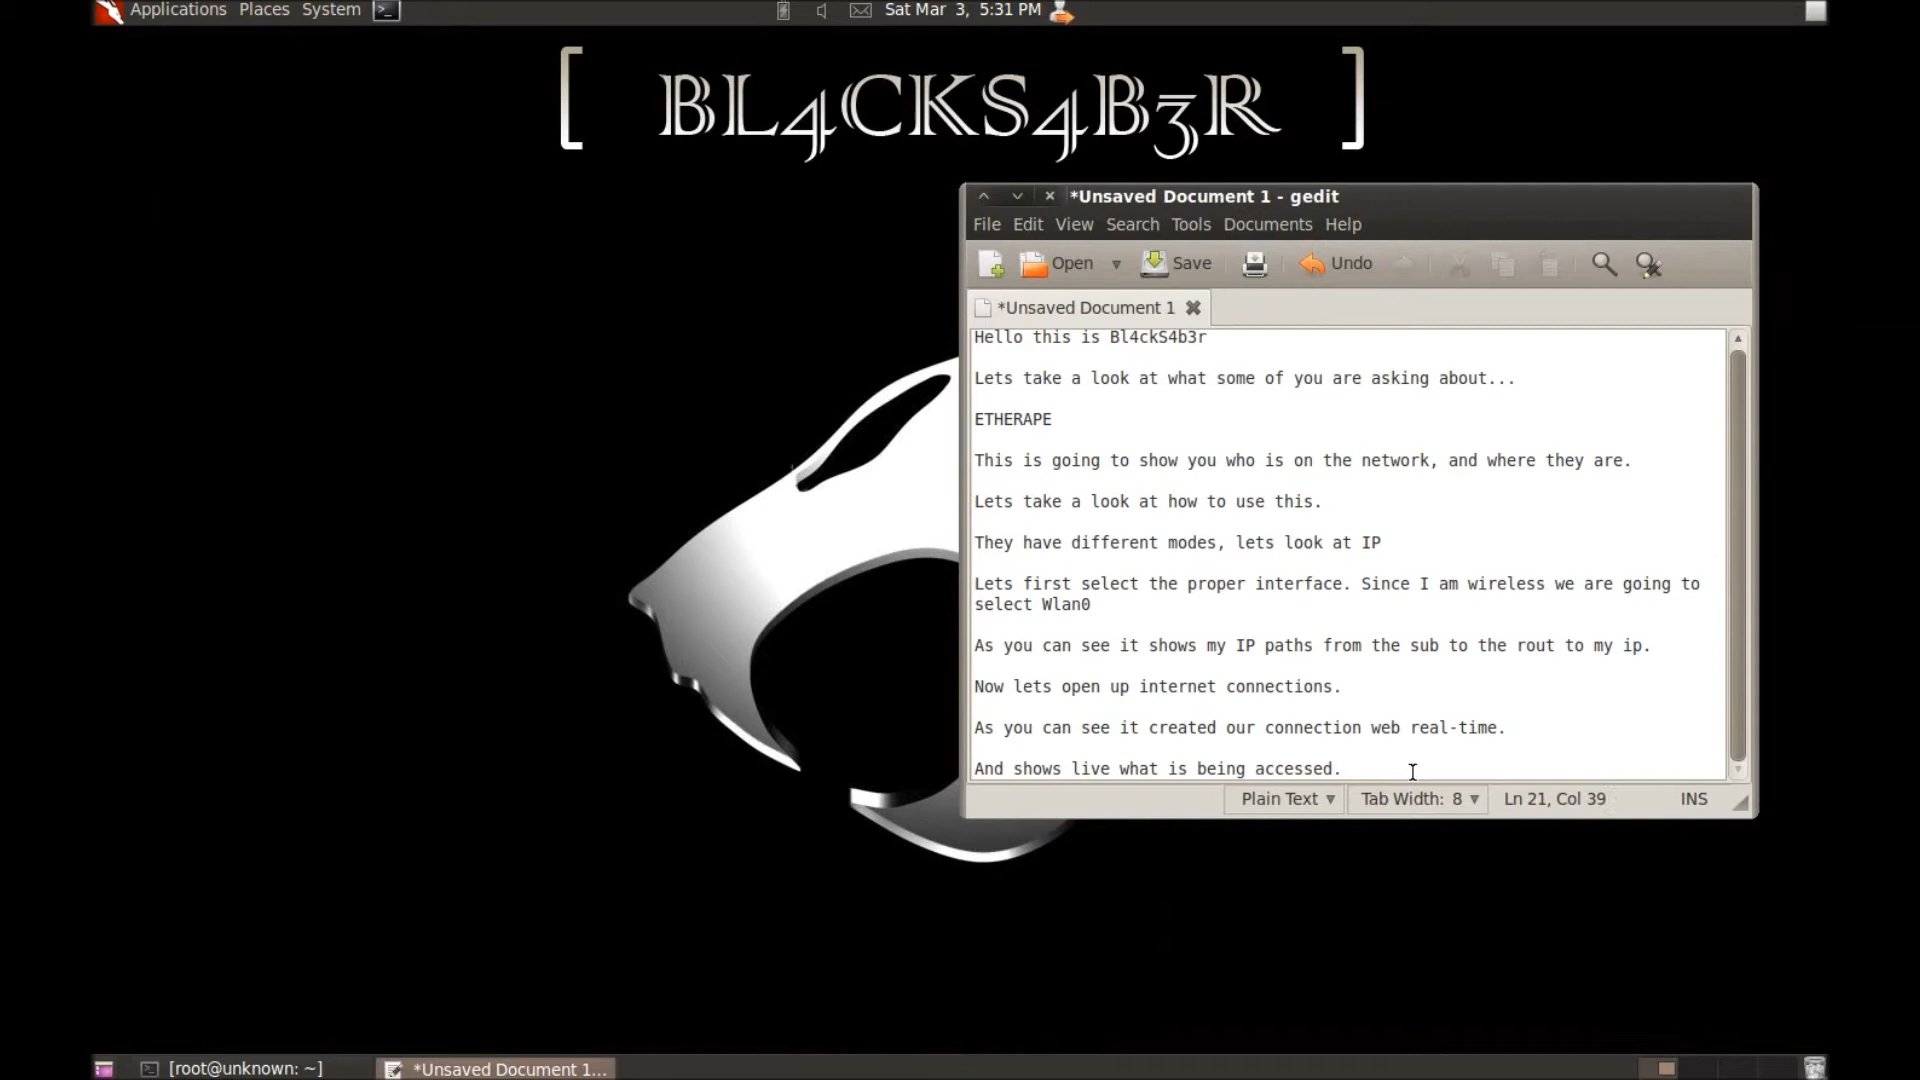 Applications Places System
Sat Mar 3, 5:31 PM
[ BL4CKS4B3R ]
*Unsaved Document 1 - gedit
File Edit View Search Tools Documents Help
Open Save Undo
*Unsaved Document 1
Hello this is Bl4ckS4b3r
Lets take a look at what some of you are asking about...
ETHERAPE
This is going to show you who is on the network, and where they are.
Lets take a look at how to use this.
They have different modes, lets look at IP
Lets first select the proper interface. Since I am wireless we are going to
select Wlan0
As you can see it shows my IP paths from the sub to the rout to my ip.
Now lets open up internet connections.
As you can see it created our connection web real-time.
And shows live what is being accessed.
Plain Text Tab Width: 8 Ln 21, Col 39 INS
[root@unknown: ~] *Unsaved Document 1...